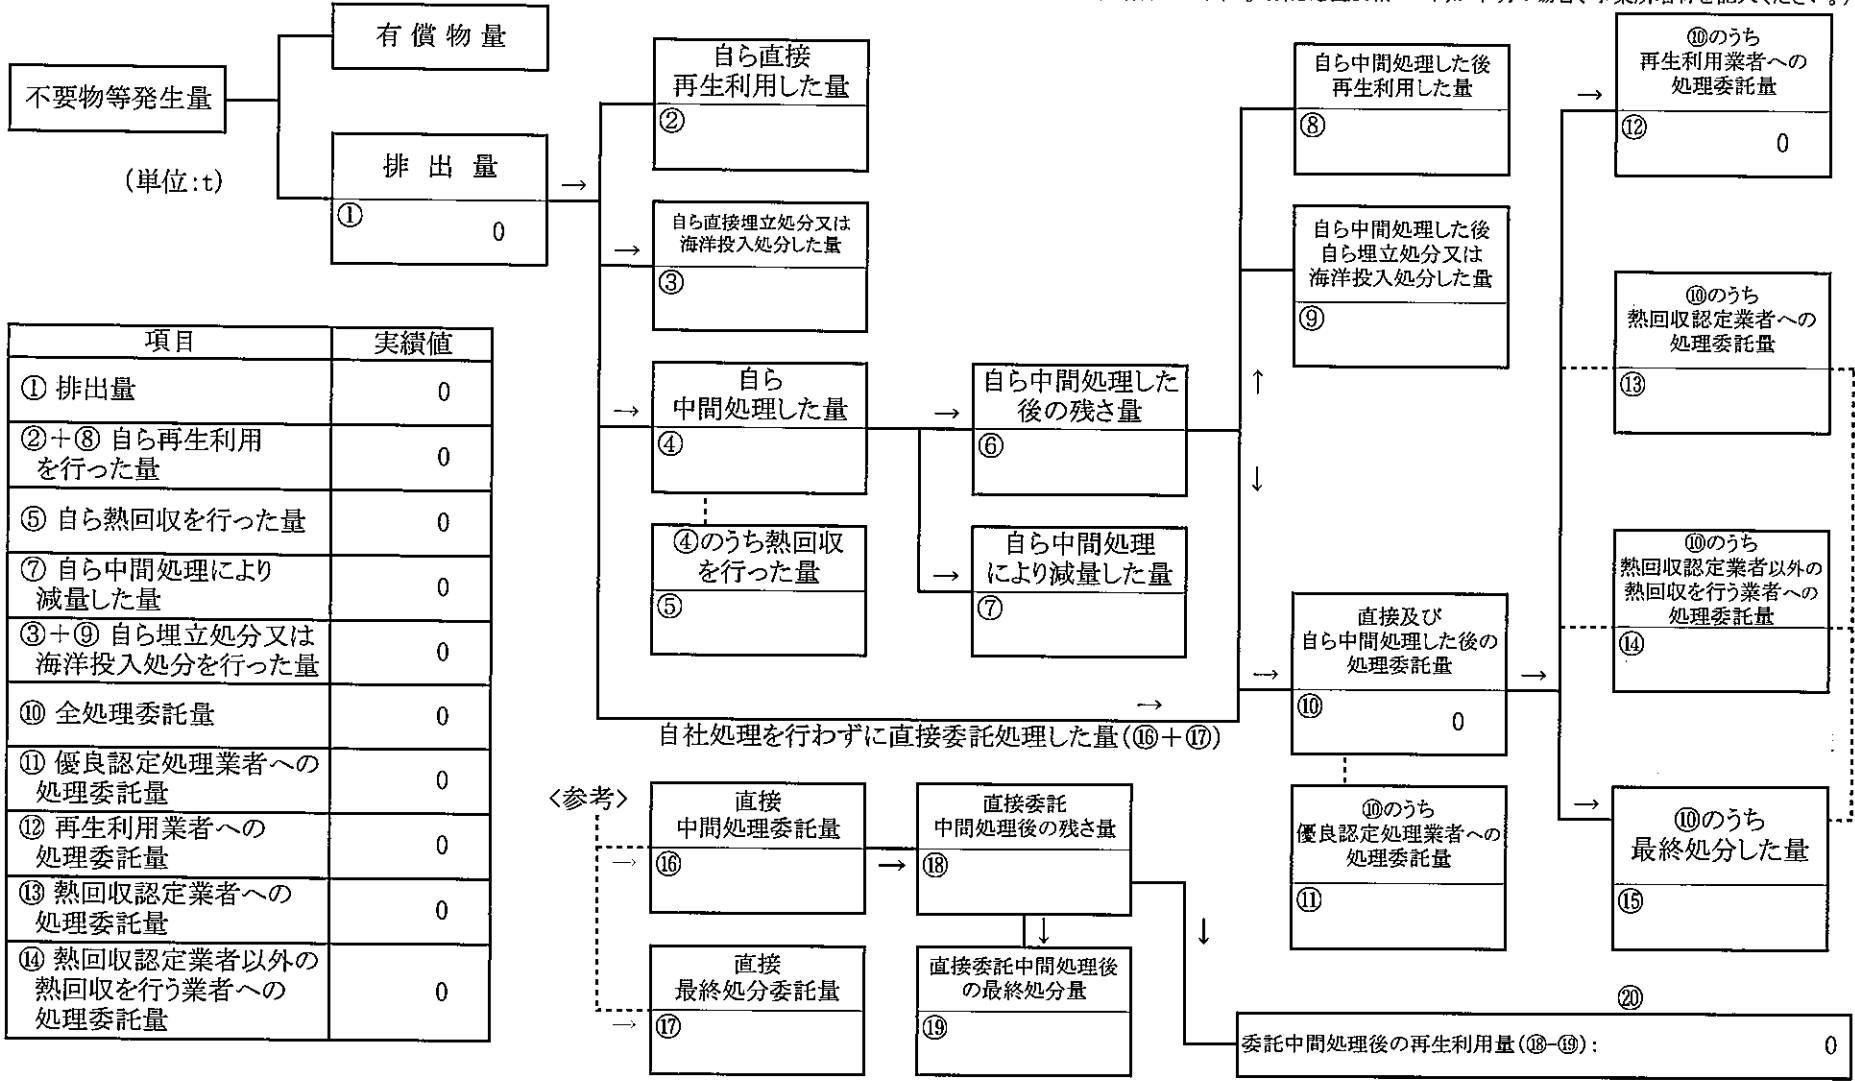 有 償 物 量
不要物等発生量
(単位:t)
排 出 量
①
0
→
自ら直接
再生利用した量
②
→
自ら直接埋立処分又は
海洋投入処分した量
③
→
自ら
中間処理した量
④
④のうち熱回収
を行った量
⑤
→
自ら中間処理した
後の残さ量
⑥
→
自ら中間処理
により減量した量
⑦
自ら中間処理した後
再生利用した量
⑧
自ら中間処理した後
自ら埋立処分又は
海洋投入処分した量
⑨
↑
↓
→
自社処理を行わずに直接委託処理した量(⑯+⑰)
→
直接及び
自ら中間処理した後の
処理委託量
⑩
0
→
⑩のうち
優良認定処理業者への
処理委託量
⑪
→
⑩のうち
再生利用業者への
処理委託量
⑫
0
⑩のうち
熱回収認定業者への
処理委託量
⑬
⑩のうち
熱回収認定業者以外の
熱回収を行う業者への
処理委託量
⑭
→
⑩のうち
最終処分した量
⑮
項目 実績値
① 排出量 0
②+⑧ 自ら再生利用
を行った量 0
⑤ 自ら熱回収を行った量 0
⑦ 自ら中間処理により
減量した量 0
③+⑨ 自ら埋立処分又は
海洋投入処分を行った量 0
⑩ 全処理委託量 0
⑪ 優良認定処理業者への
処理委託量 0
⑫ 再生利用業者への
処理委託量 0
⑬ 熱回収認定業者への
処理委託量 0
⑭ 熱回収認定業者以外の
熱回収を行う業者への
処理委託量 0
<参考>
→
直接
中間処理委託量
⑯
→
直接委託
中間処理後の残さ量
⑱
↓
↓
→
直接
最終処分委託量
⑰
直接委託中間処理後
の最終処分量
⑲
⑳
委託中間処理後の再生利用量(⑱-⑲): 0